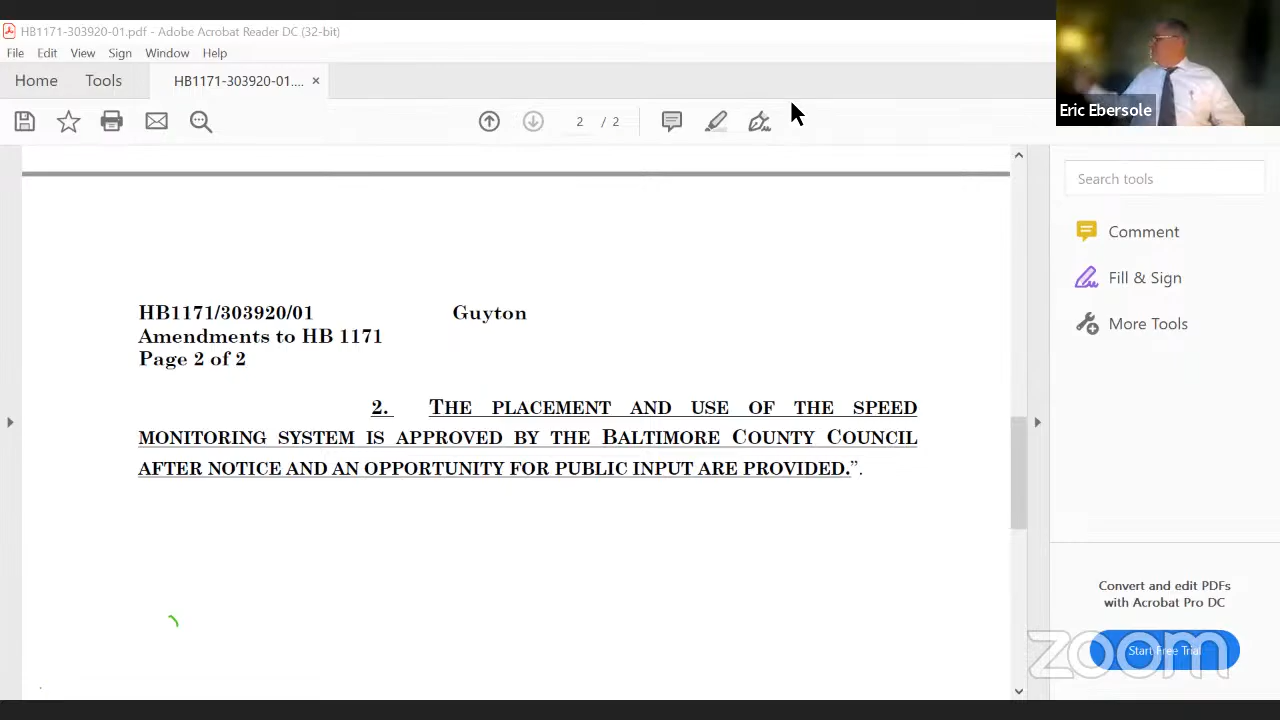 HB1171-303920-01.pdf - Adobe Acrobat Reader DC (32-bit)
File Edit View Sign Window Help
Home Tools HB1171-303920-01.... ×
2 / 2
Eric Ebersole
Search tools
Comment
Fill & Sign
More Tools
HB1171/303920/01 Guyton
Amendments to HB 1171
Page 2 of 2
2. THE PLACEMENT AND USE OF THE SPEED
MONITORING SYSTEM IS APPROVED BY THE BALTIMORE COUNTY COUNCIL
AFTER NOTICE AND AN OPPORTUNITY FOR PUBLIC INPUT ARE PROVIDED.”.
Convert and edit PDFs
with Acrobat Pro DC
Start Free Trial
zoom